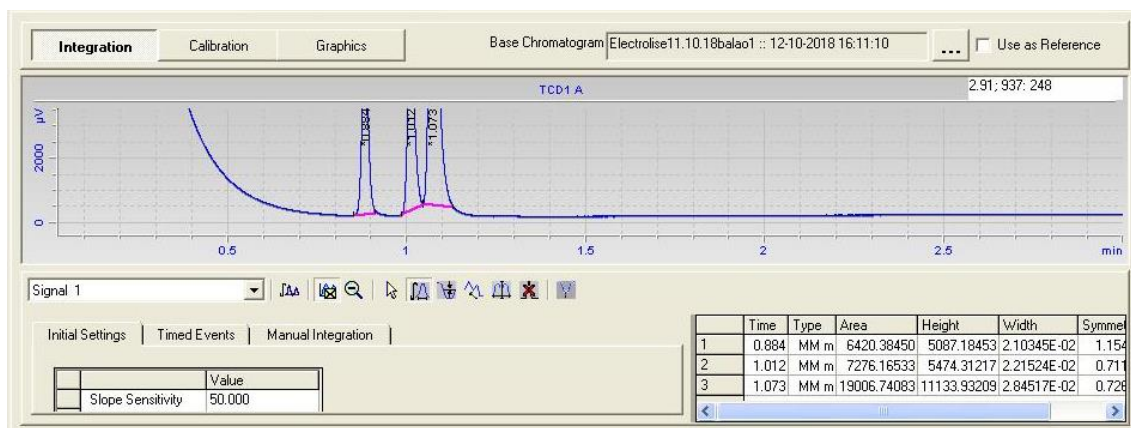 Integration Calibration Graphics Base Chromatogram Electrolise11.10.18balao1 :: 12-10-2018 16:11:10 ... Use as Reference
TCD1 A 2.91; 937: 248
µV
2000
0
*0.884 *1.012 *1.073
0.5 1 1.5 2 2.5 min
Signal 1
Initial Settings Timed Events Manual Integration
Value
Slope Sensitivity 50.000
Time Type Area Height Width Symmet
1 0.884 MM m 6420.38450 5087.18453 2.10345E-02 1.154
2 1.012 MM m 7276.16533 5474.31217 2.21524E-02 0.711
3 1.073 MM m 19006.74083 11133.93209 2.84517E-02 0.726